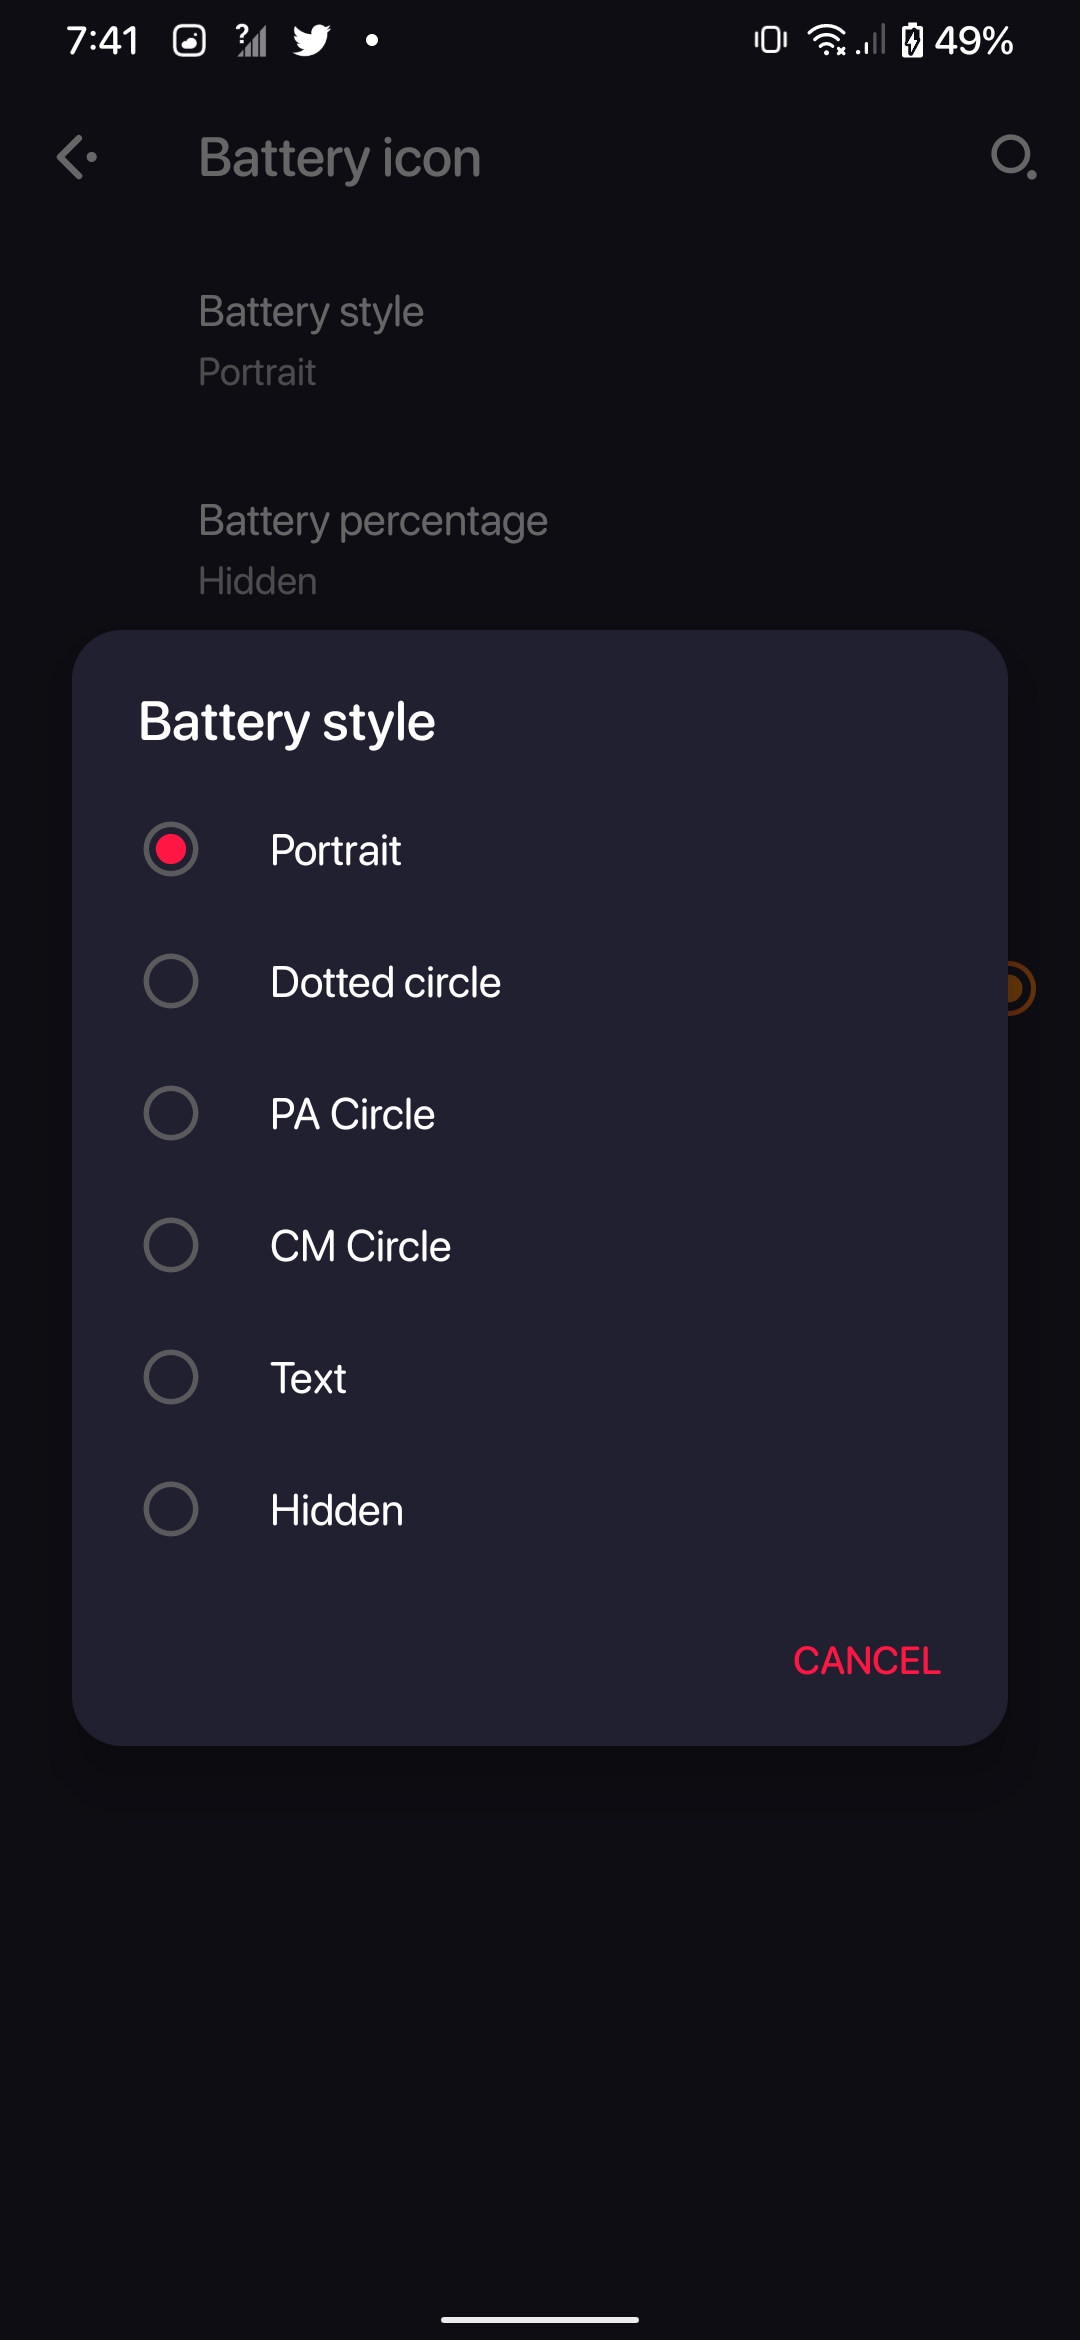 7:41 ? 49%
Battery icon
Battery style
Portrait
Battery percentage
Hidden
Battery style
Portrait
Dotted circle
PA Circle
CM Circle
Text
Hidden
CANCEL